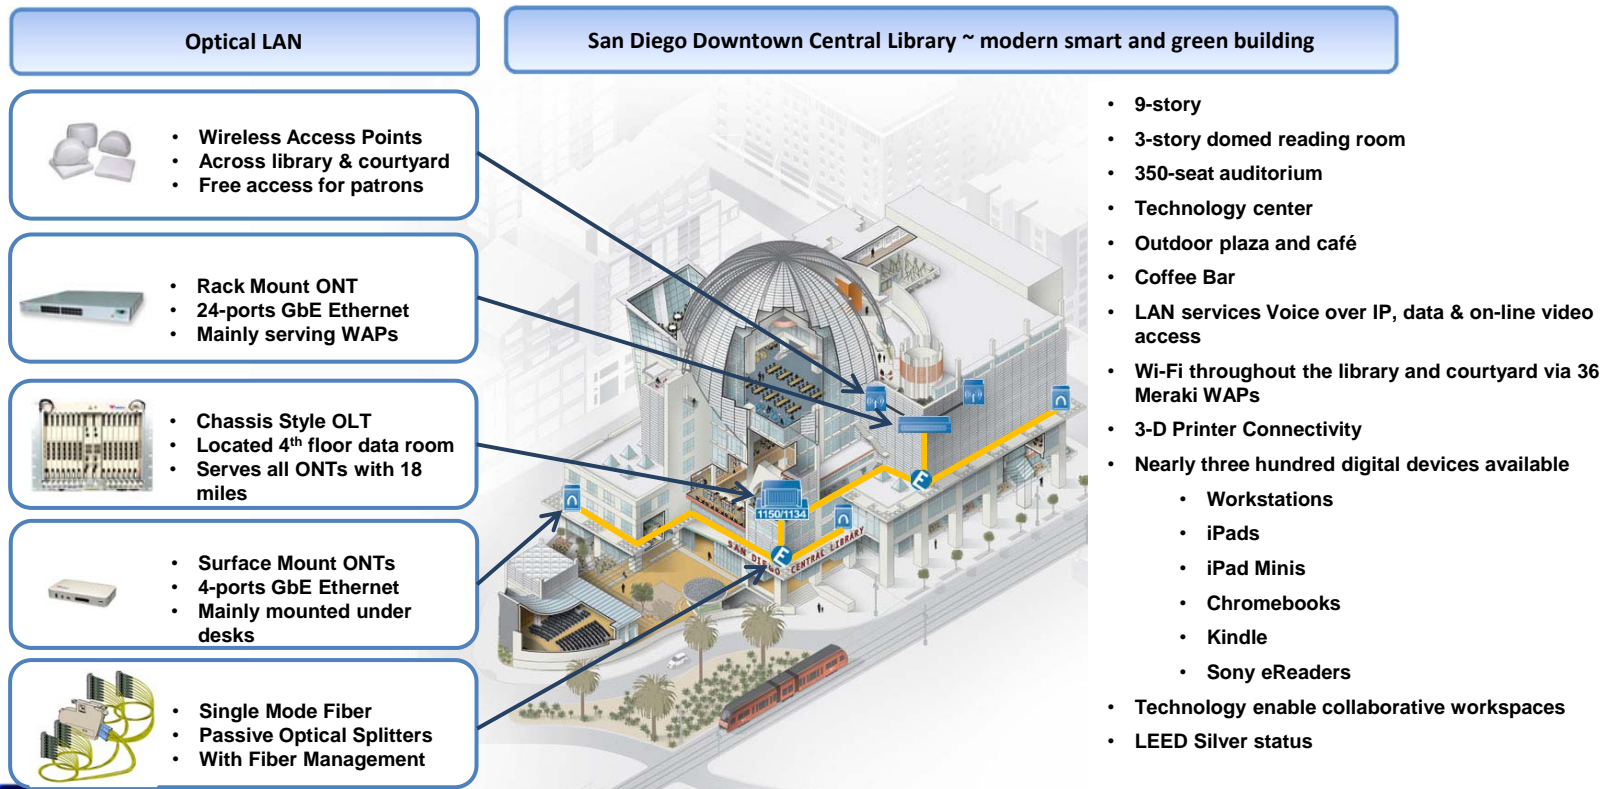 Optical LAN
San Diego Downtown Central Library ~ modern smart and green building
• Wireless Access Points
• Across library & courtyard
• Free access for patrons
• Rack Mount ONT
• 24-ports GbE Ethernet
• Mainly serving WAPs
• Chassis Style OLT
• Located 4th floor data room
• Serves all ONTs with 18
miles
• Surface Mount ONTs
• 4-ports GbE Ethernet
• Mainly mounted under
desks
• Single Mode Fiber
• Passive Optical Splitters
• With Fiber Management
1150/1134
SAN DIEGO CENTRAL LIBRARY
• 9-story
• 3-story domed reading room
• 350-seat auditorium
• Technology center
• Outdoor plaza and café
• Coffee Bar
• LAN services Voice over IP, data & on-line video
access
• Wi-Fi throughout the library and courtyard via 36
Meraki WAPs
• 3-D Printer Connectivity
• Nearly three hundred digital devices available
• Workstations
• iPads
• iPad Minis
• Chromebooks
• Kindle
• Sony eReaders
• Technology enable collaborative workspaces
• LEED Silver status